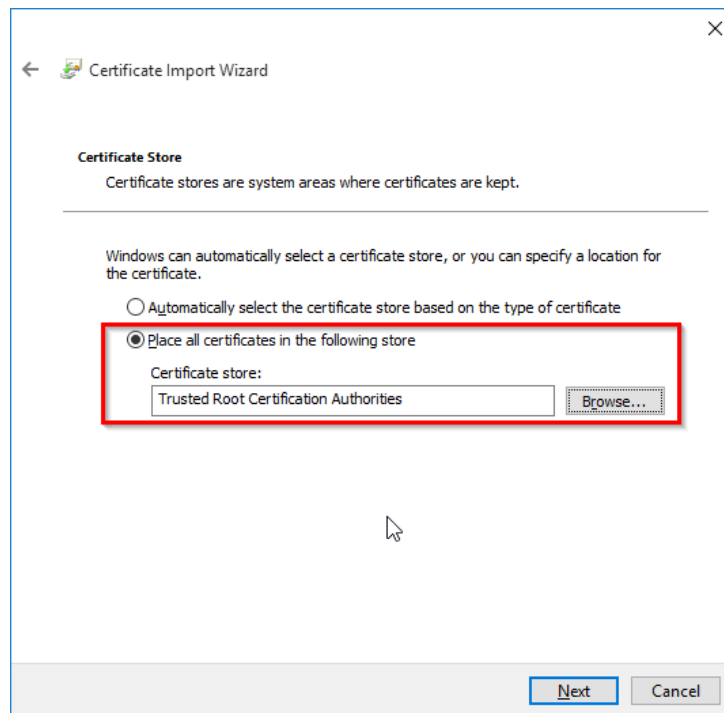 Certificate Import Wizard
Certificate Store
Certificate stores are system areas where certificates are kept.
Windows can automatically select a certificate store, or you can specify a location for
the certificate.
Automatically select the certificate store based on the type of certificate
Place all certificates in the following store
Certificate store:
Trusted Root Certification Authorities
Browse...
Next
Cancel